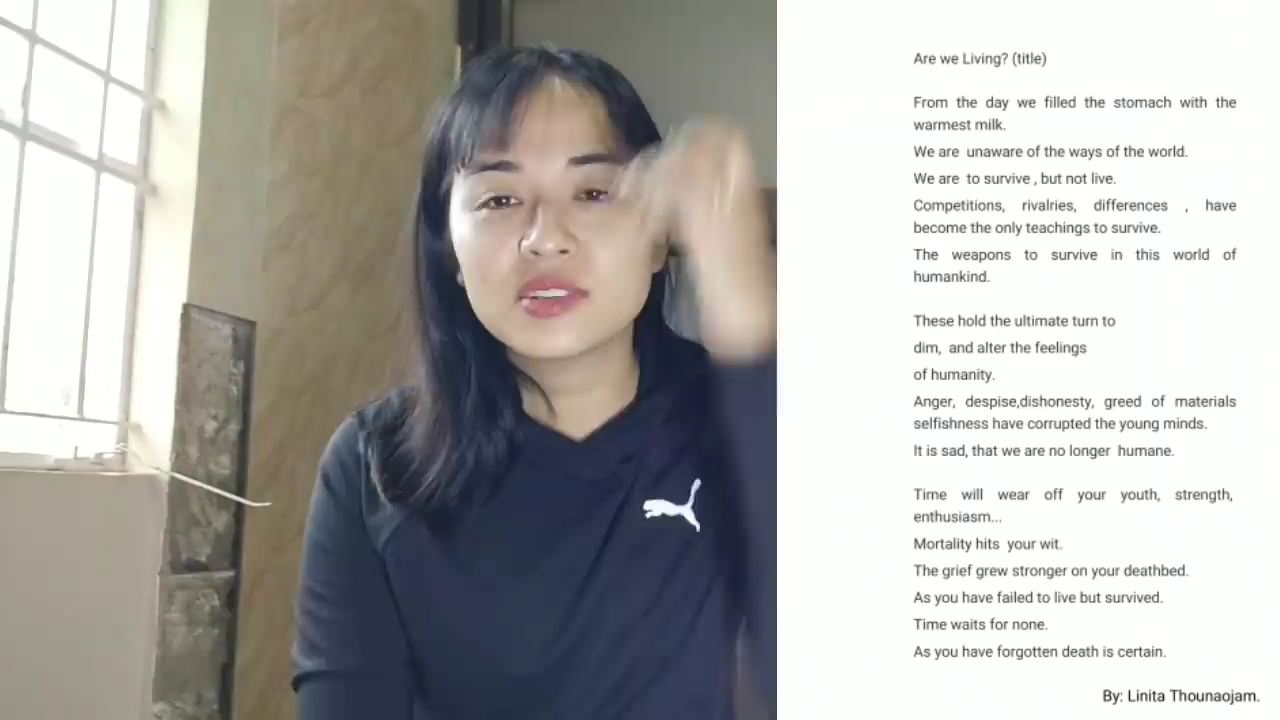 Are we Living? (title)
From the day we filled the stomach with the
warmest milk.
We are unaware of the ways of the world.
We are to survive , but not live.
Competitions, rivalries, differences , have
become the only teachings to survive.
The weapons to survive in this world of
humankind.
These hold the ultimate turn to
dim, and alter the feelings
of humanity.
Anger, despise,dishonesty, greed of materials
selfishness have corrupted the young minds.
It is sad, that we are no longer humane.
Time will wear off your youth, strength,
enthusiasm...
Mortality hits your wit.
The grief grew stronger on your deathbed.
As you have failed to live but survived.
Time waits for none.
As you have forgotten death is certain.
By: Linita Thounaojam.